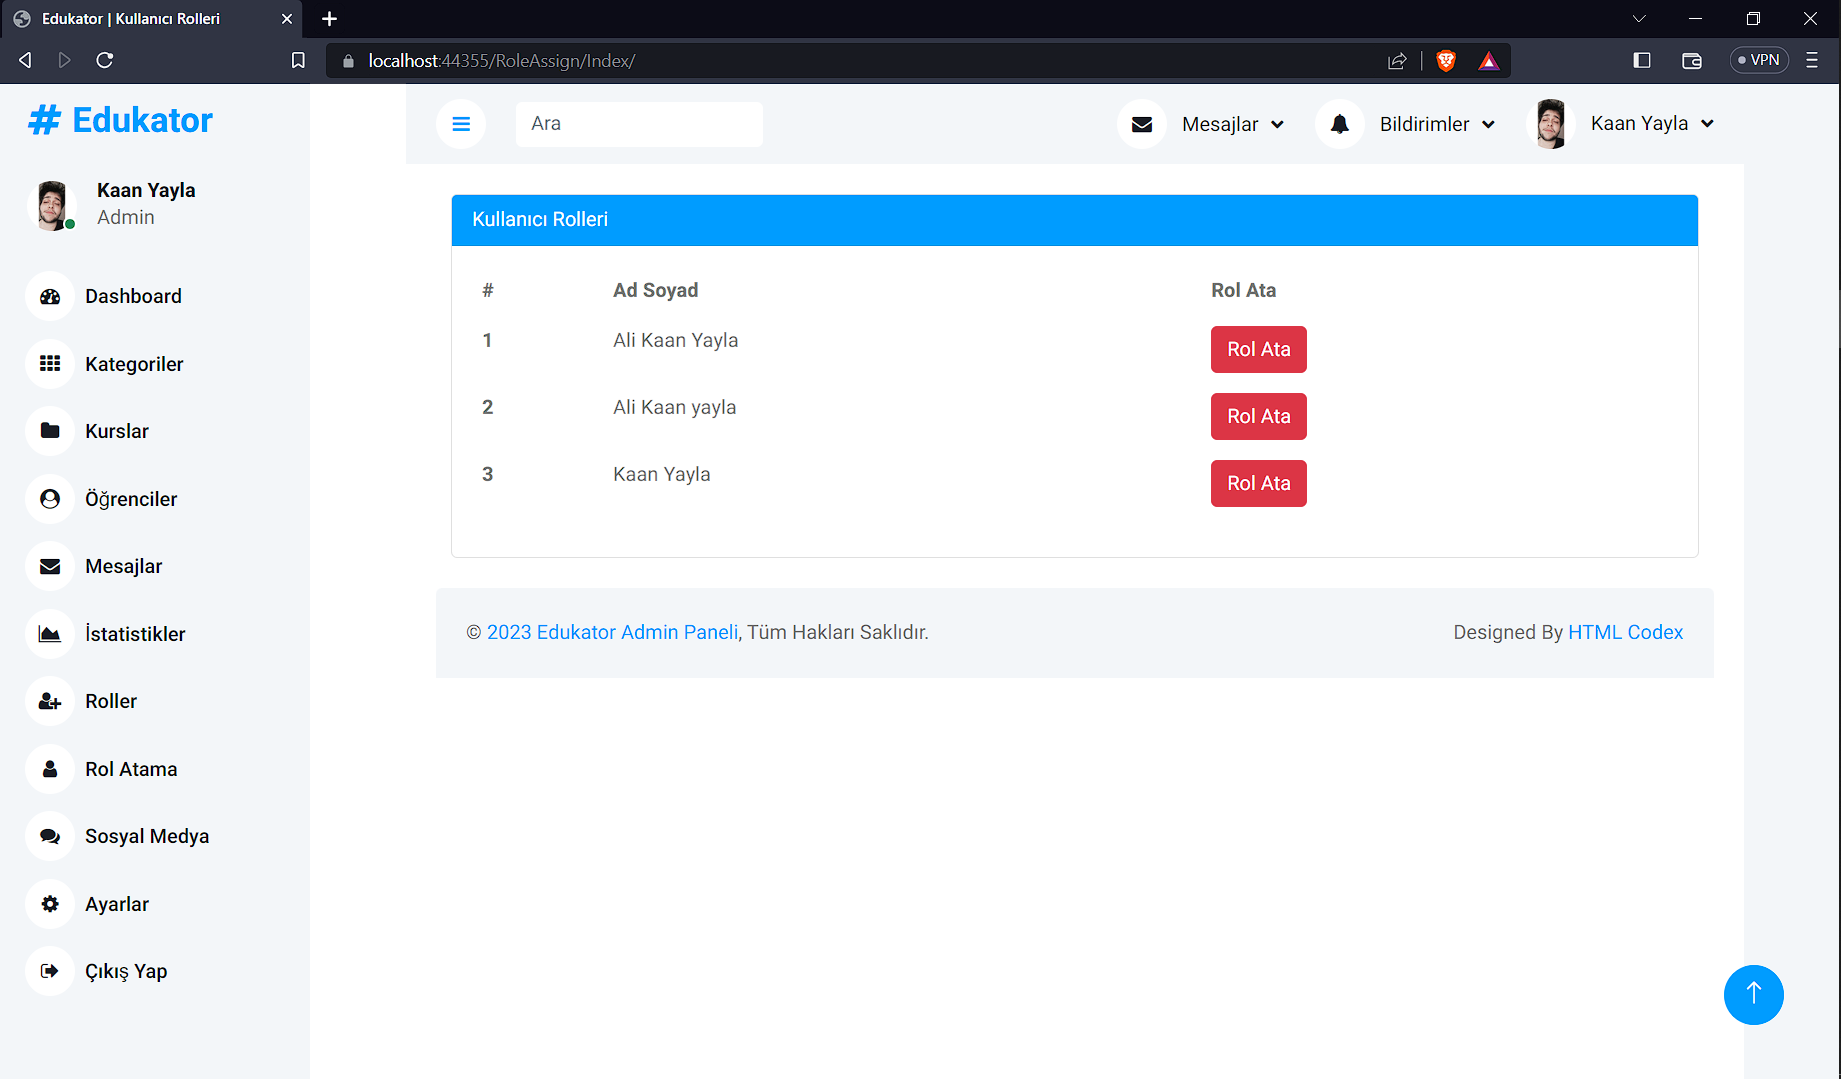 Edukator | Kullanıcı Rolleri
localhost:44355/RoleAssign/Index/
VPN
# Edukator
Kaan Yayla
Admin
Dashboard
Kategoriler
Kurslar
Öğrenciler
Mesajlar
İstatistikler
Roller
Rol Atama
Sosyal Medya
Ayarlar
Çıkış Yap
Ara
Mesajlar
Bildirimler
Kaan Yayla
Kullanıcı Rolleri
# Ad Soyad Rol Ata
1 Ali Kaan Yayla Rol Ata
2 Ali Kaan yayla Rol Ata
3 Kaan Yayla Rol Ata
© 2023 Edukator Admin Paneli, Tüm Hakları Saklıdır.
Designed By HTML Codex